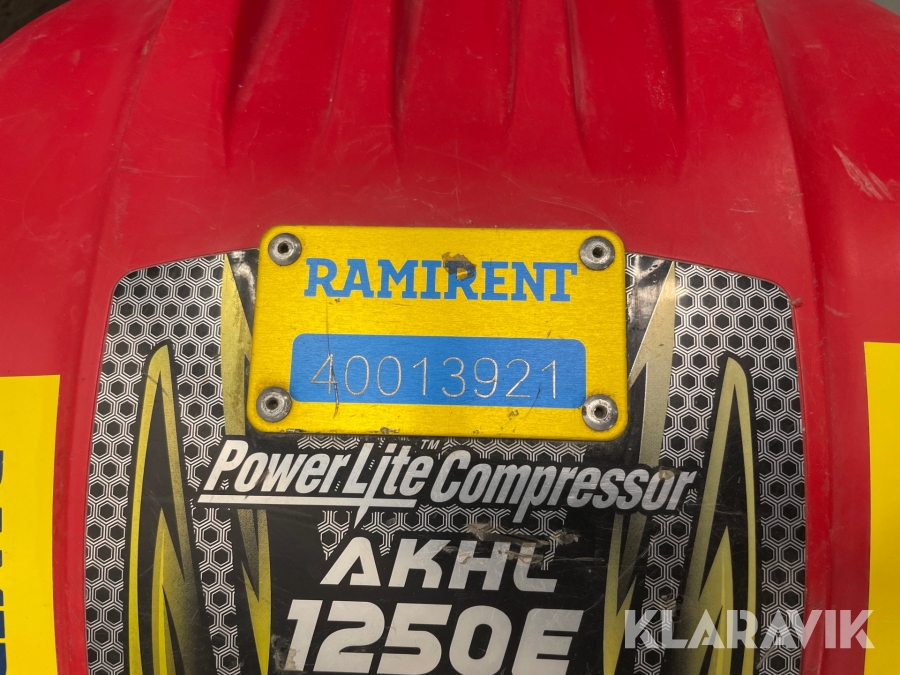 RAMIRENT
40013921
PowerLite™ Compressor
AKHL
1250E
KLARAVIK